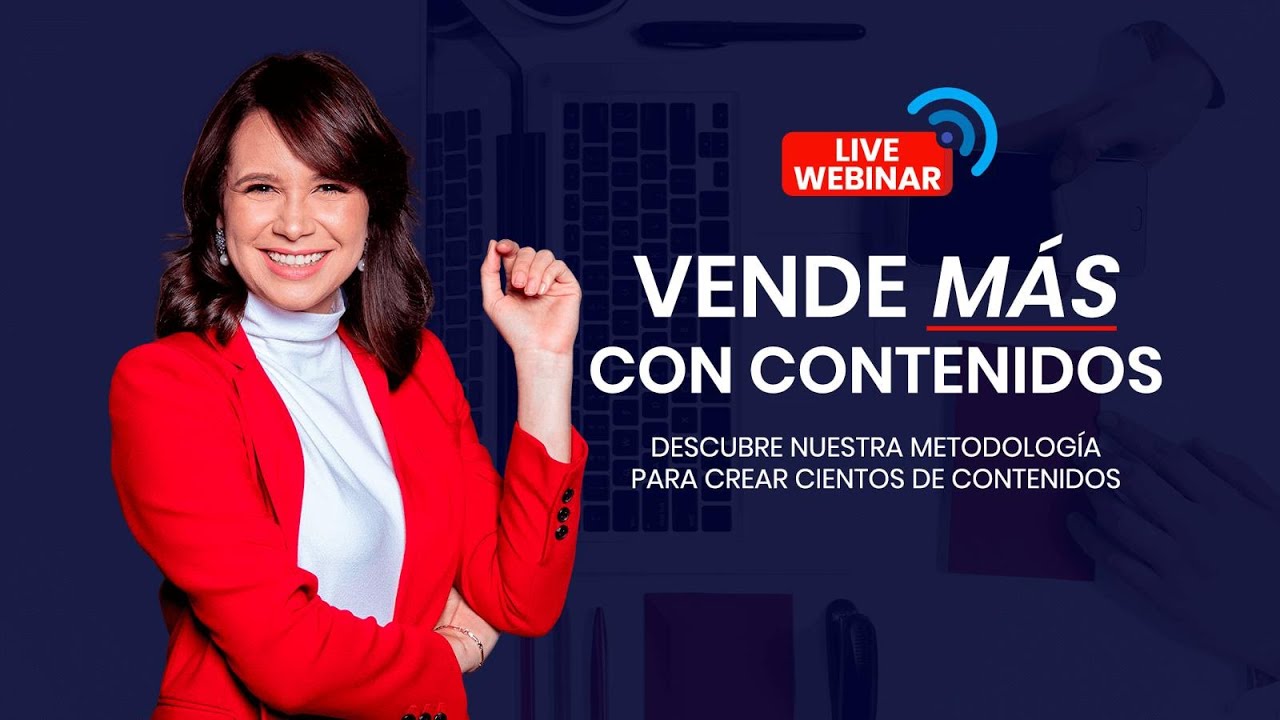 LIVE
WEBINAR
VENDE MÁS
CON CONTENIDOS
DESCUBRE NUESTRA METODOLOGÍA
PARA CREAR CIENTOS DE CONTENIDOS